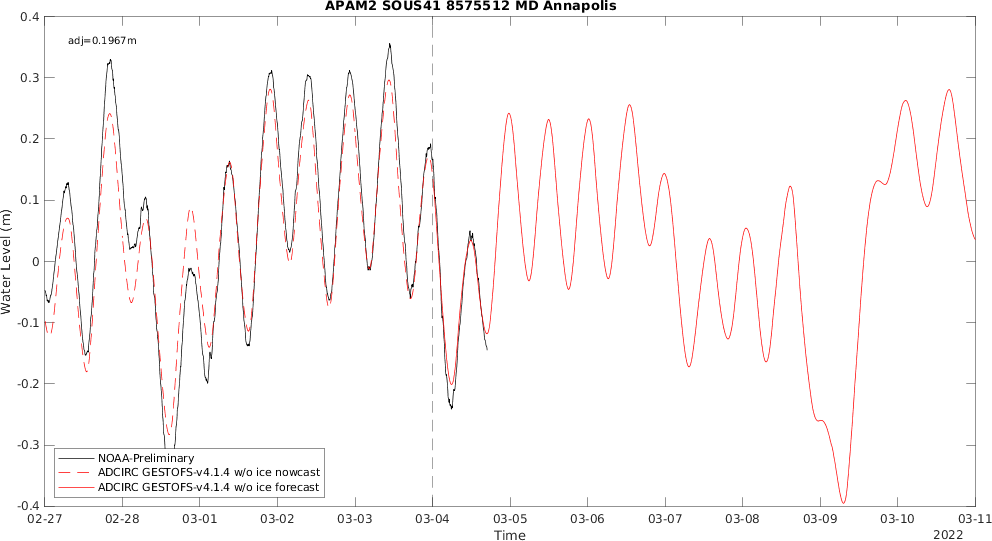 APAM2 SOUS41 8575512 MD Annapolis
adj=0.1967m
0.4
0.3
0.2
0.1
0
-0.1
-0.2
-0.3
-0.4
Water Level (m)
NOAA-Preliminary
ADCIRC GESTOFS-v4.1.4 w/o ice nowcast
ADCIRC GESTOFS-v4.1.4 w/o ice forecast
02-27 02-28 03-01 03-02 03-03 03-04 03-05 03-06 03-07 03-08 03-09 03-10 03-11
Time
2022